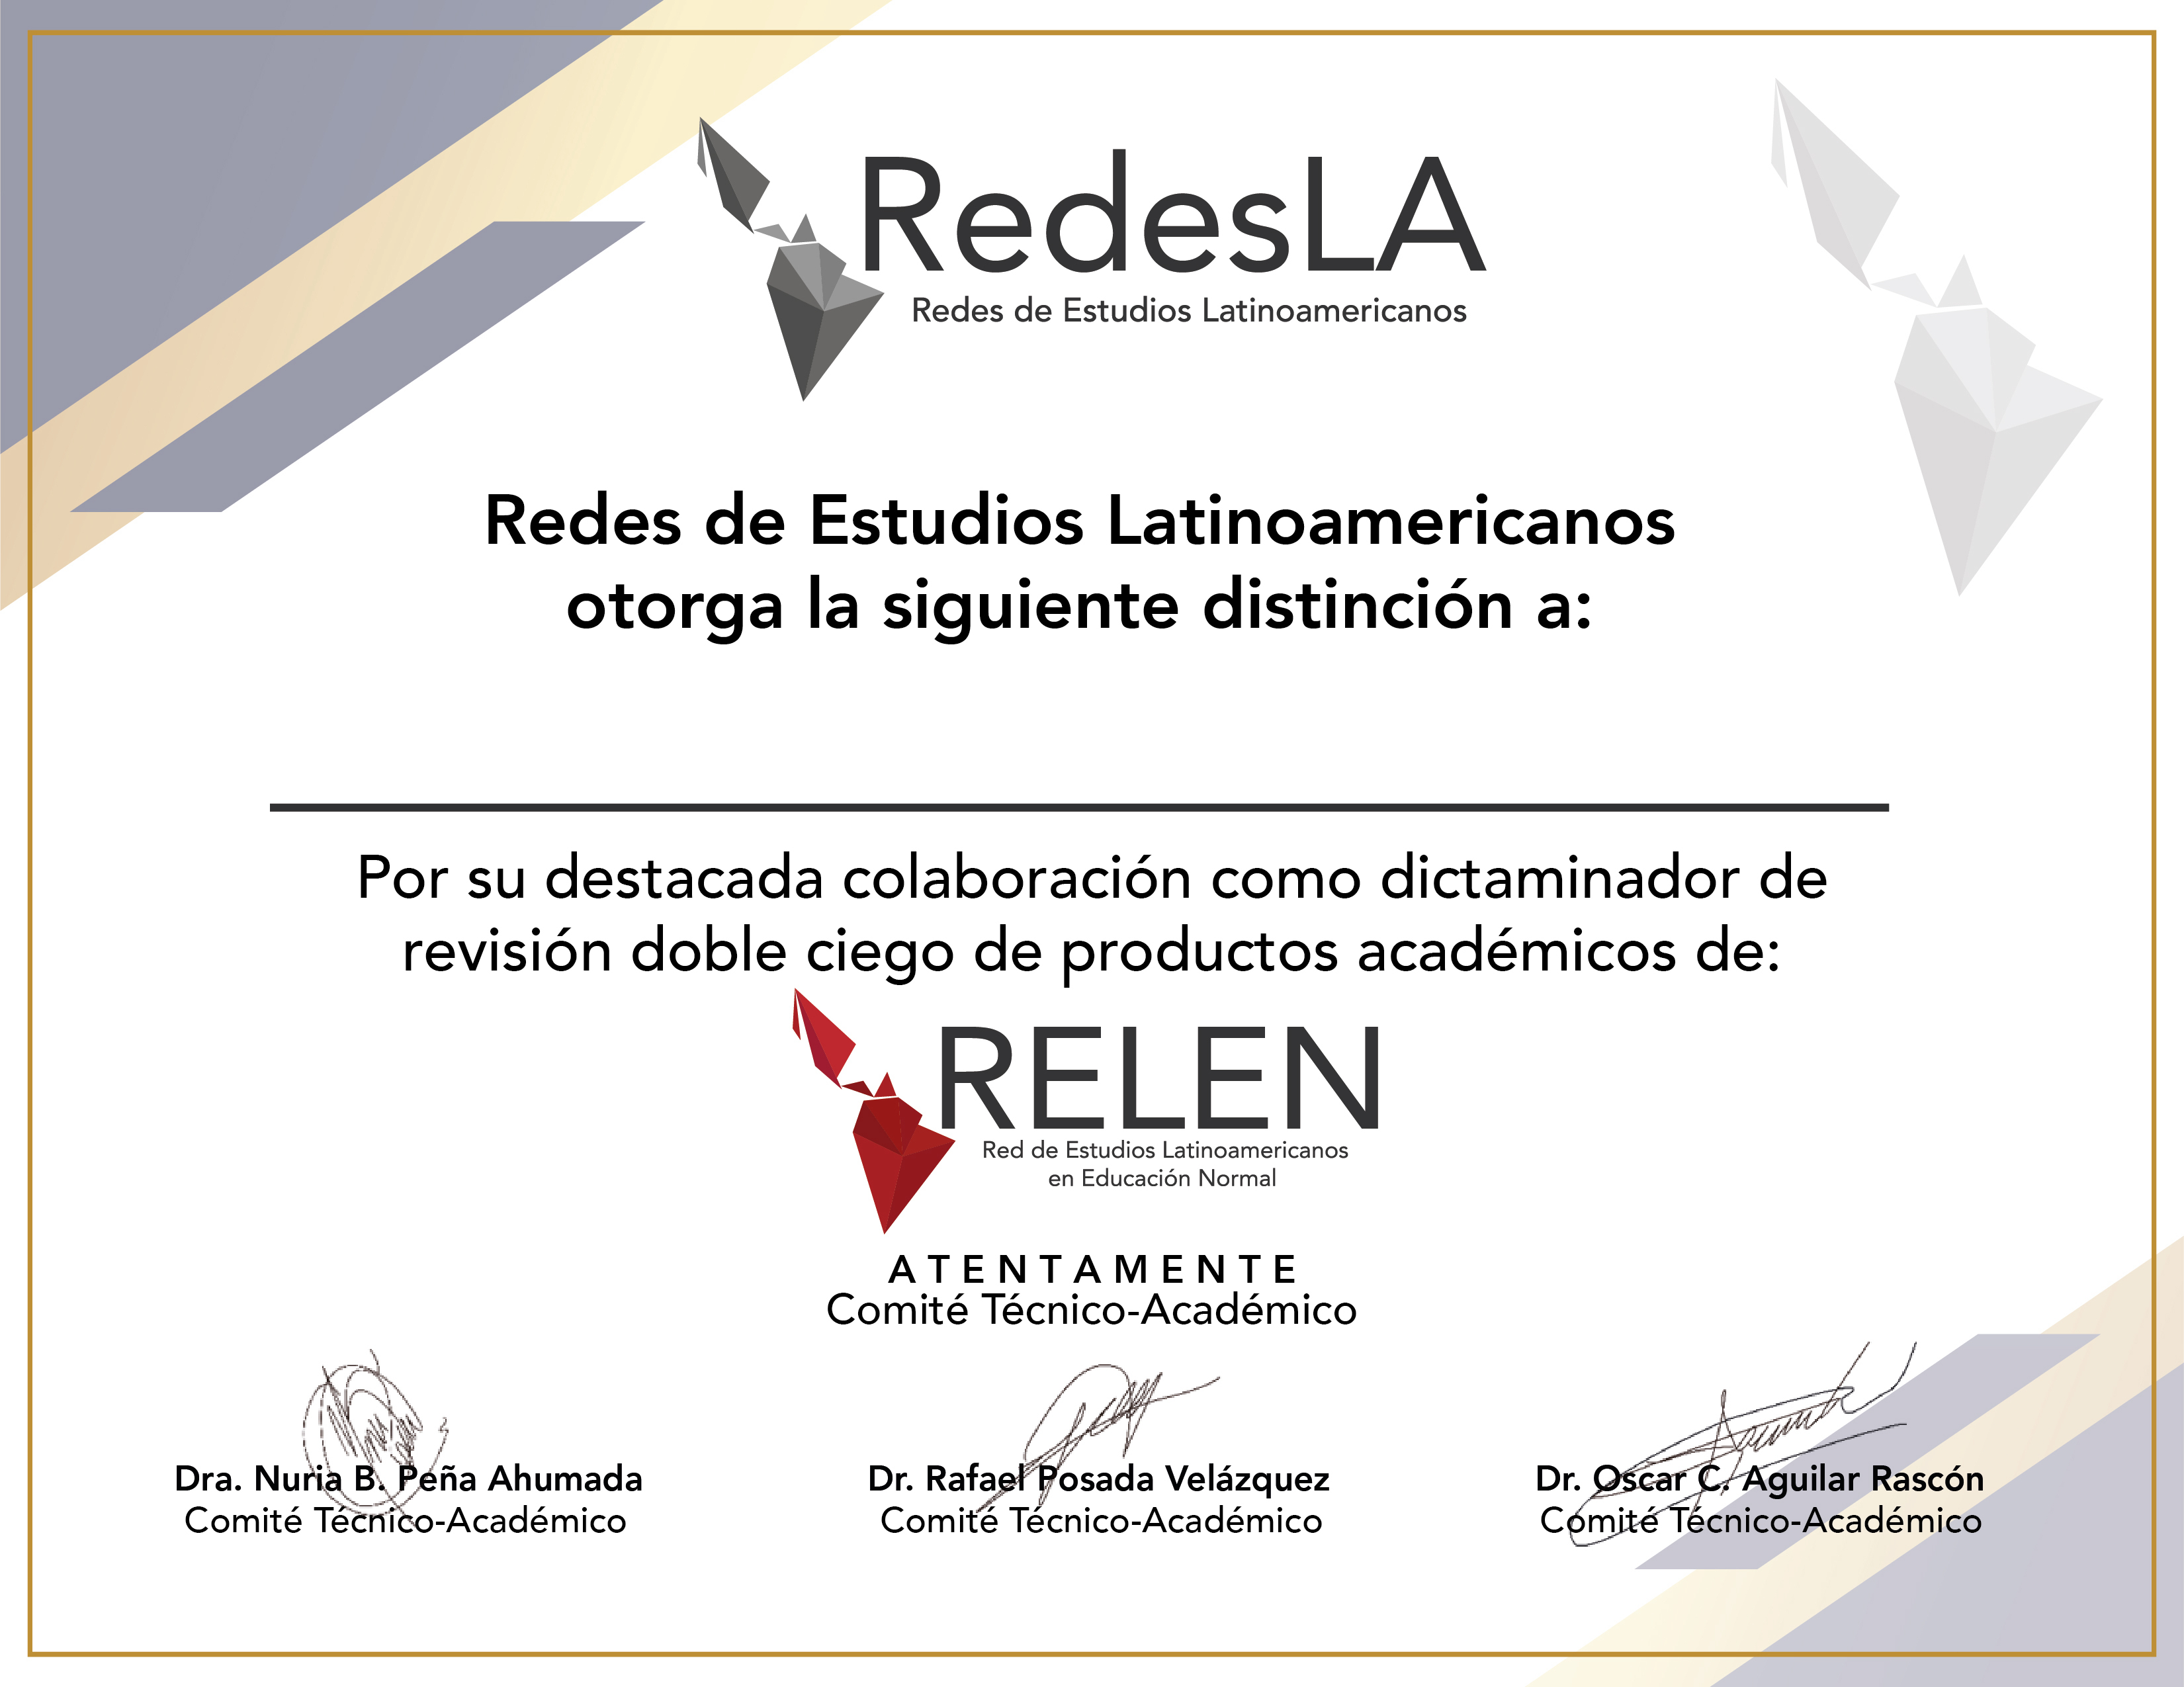 RedesLA
Redes de Estudios Latinoamericanos
Redes de Estudios Latinoamericanos
otorga la siguiente distinción a:
Por su destacada colaboración como dictaminador de
revisión doble ciego de productos académicos de:
RELEN
Red de Estudios Latinoamericanos
en Educación Normal
ATENTAMENTE
Comité Técnico-Académico
Dra. Nuria B. Peña Ahumada
Comité Técnico-Académico
Dr. Rafael Posada Velázquez
Comité Técnico-Académico
Dr. Oscar C. Aguilar Rascón
Comité Técnico-Académico